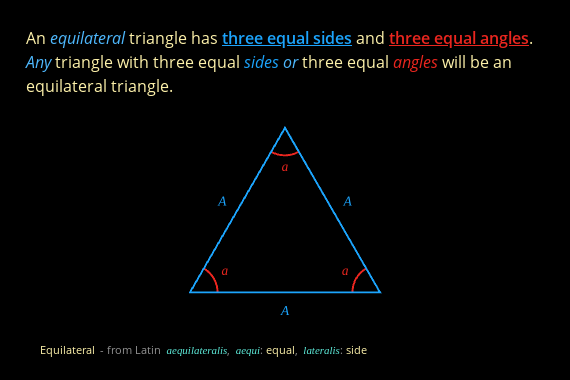 An equilateral triangle has three equal sides and three equal angles.
Any triangle with three equal sides or three equal angles will be an
equilateral triangle.
a
A A
a a
A
Equilateral - from Latin aequilateralis, aequi: equal, lateralis: side